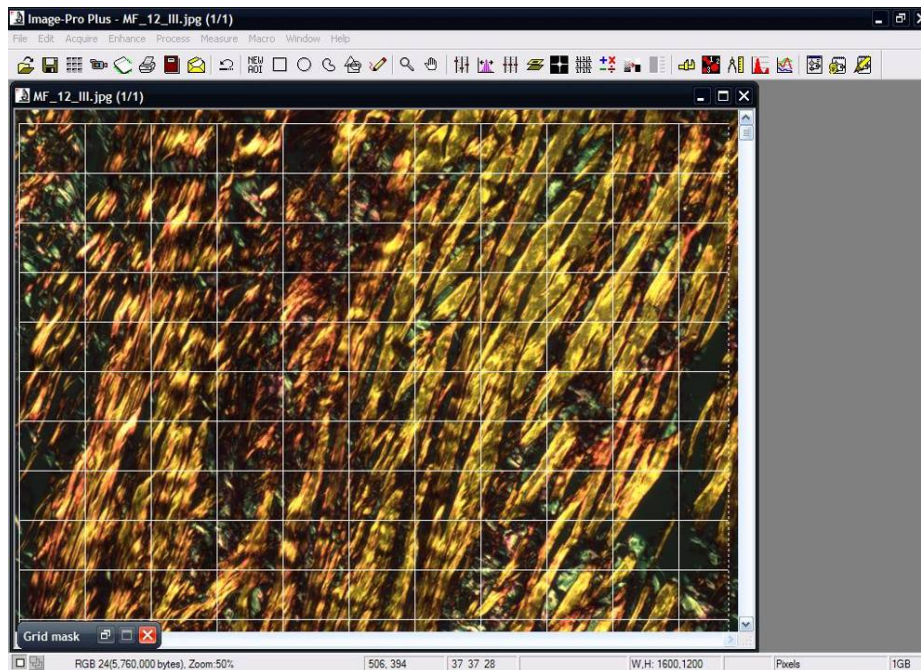 Image-Pro Plus - MF_12_III.jpg (1/1)
File Edit Acquire Enhance Process Measure Macro Window Help
NEW
AOI
MF_12_III.jpg (1/1)
Grid mask
RGB 24(5,760,000 bytes), Zoom:50% 506, 394 37 37 28 W,H: 1600,1200 Pixels 1GB